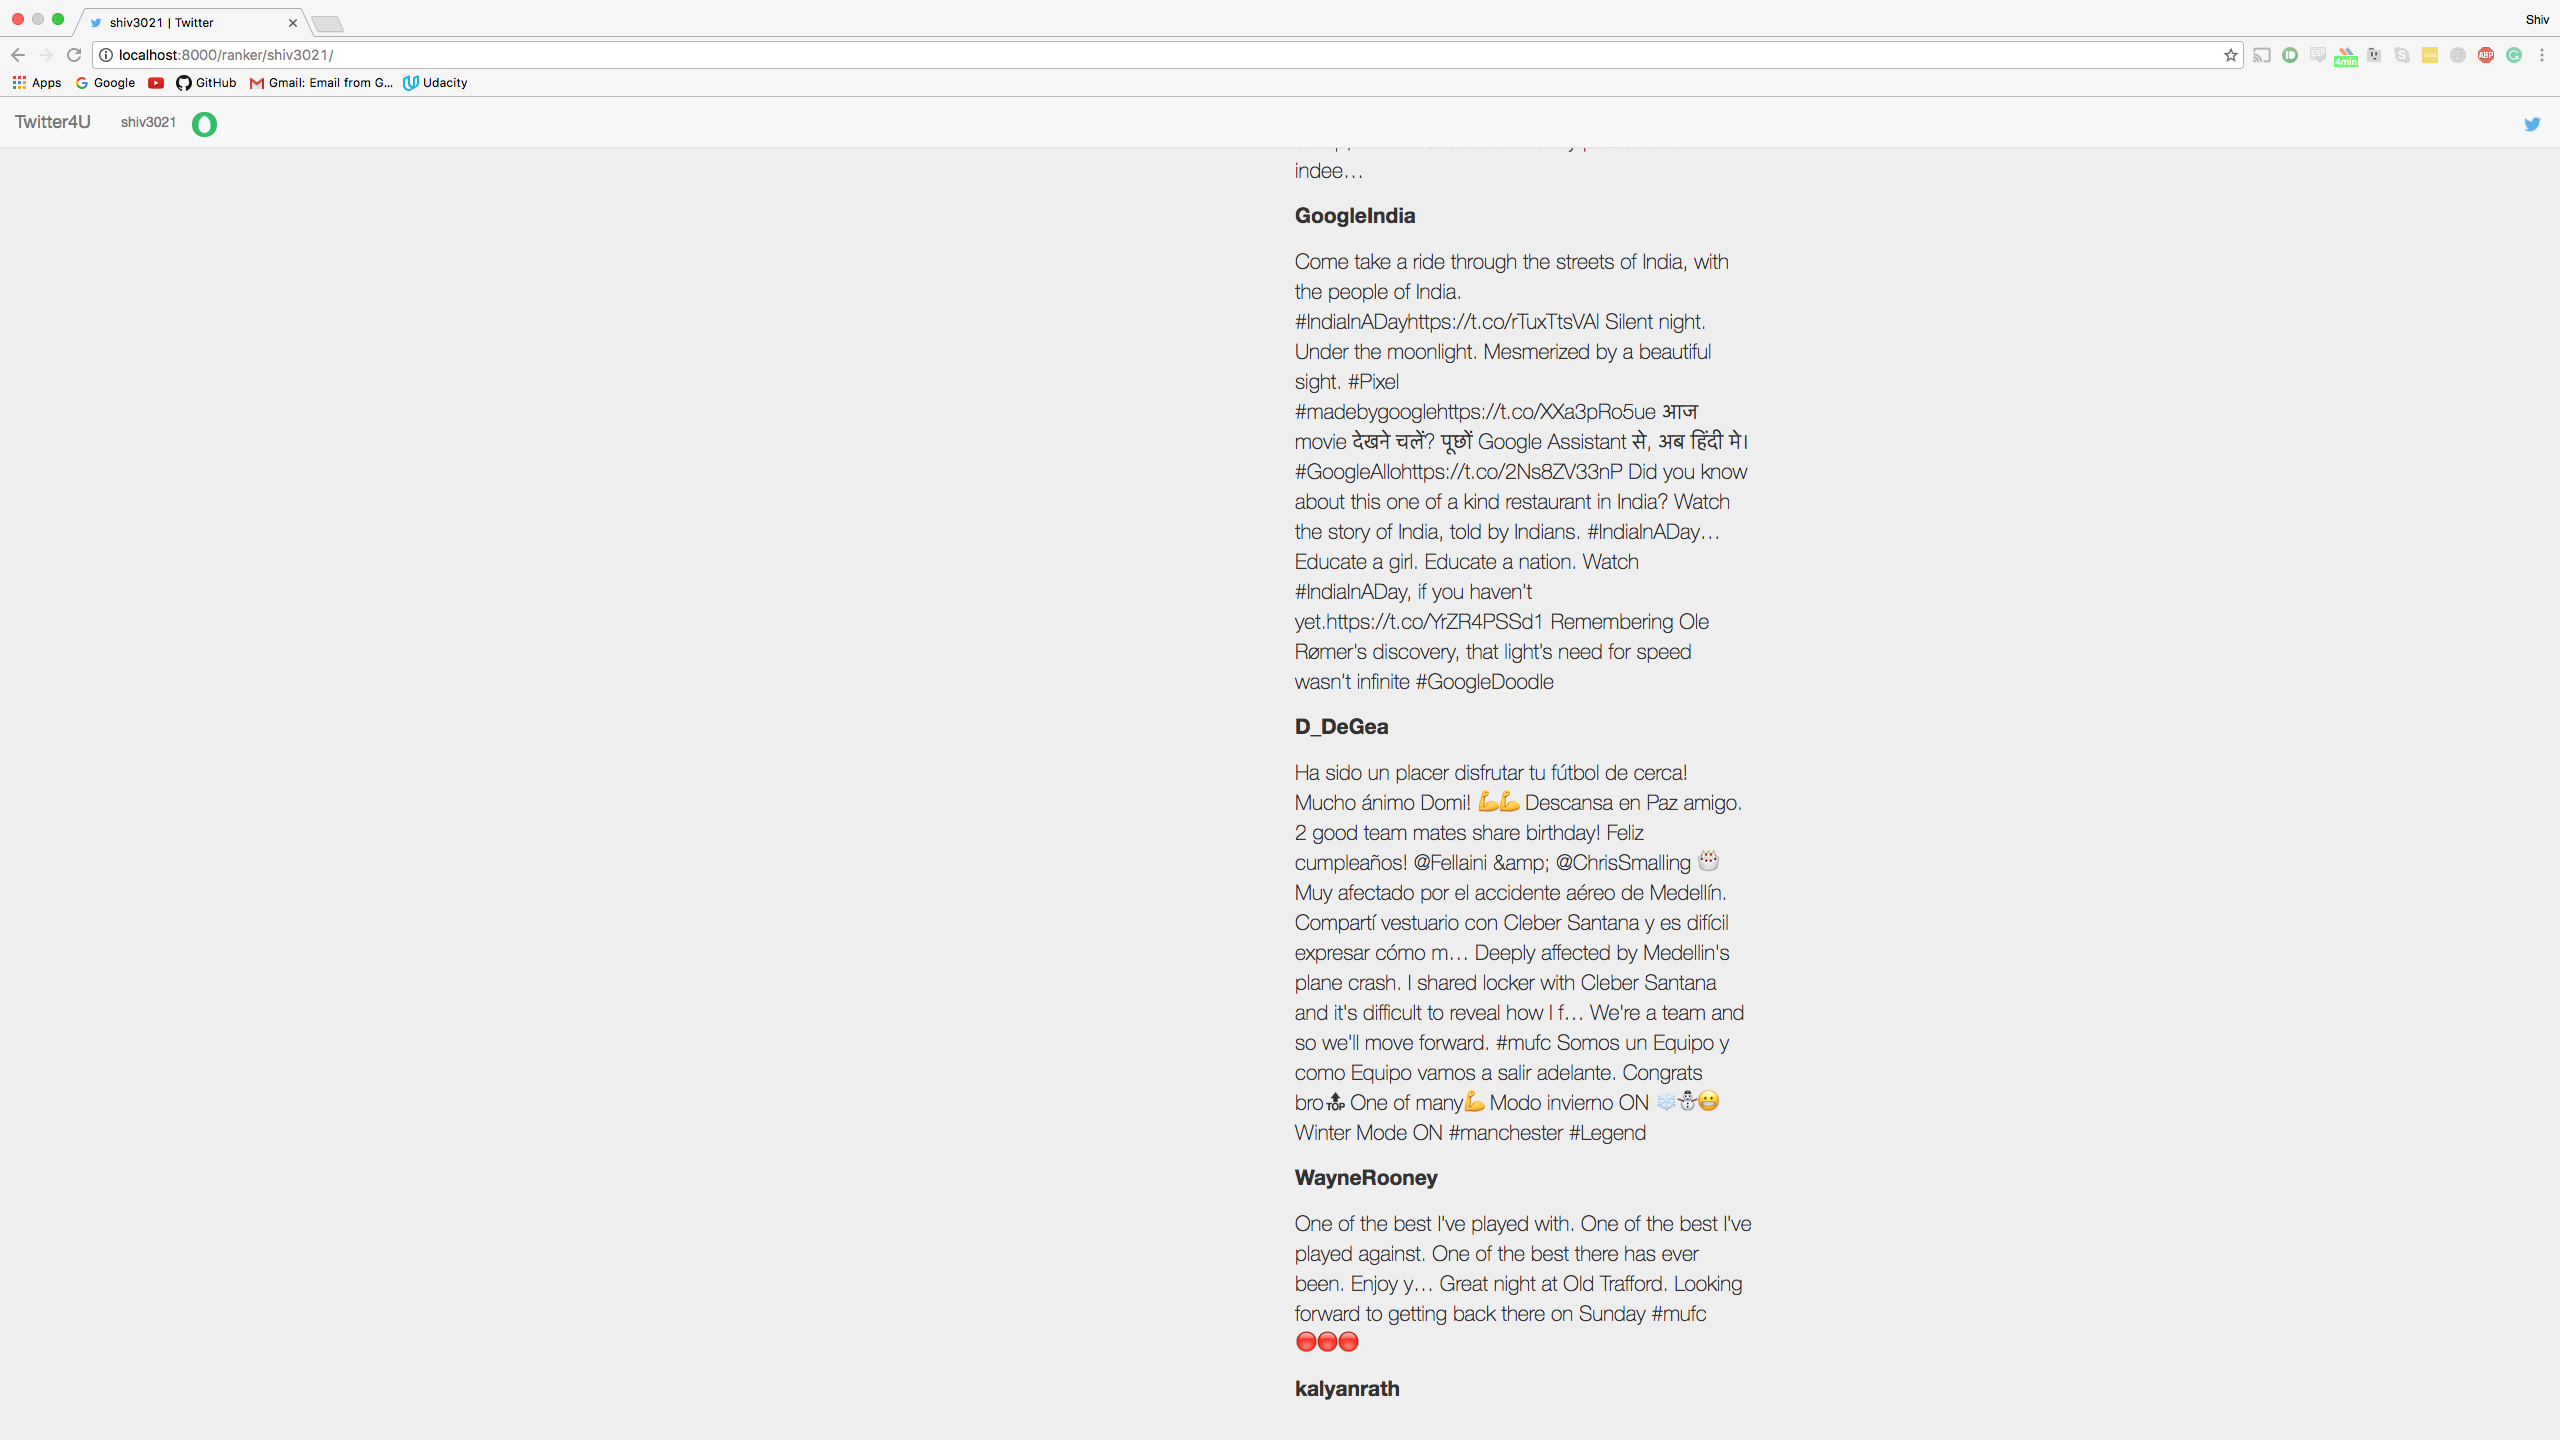 shiv3021 | Twitter
Shiv
localhost:8000/ranker/shiv3021/
4min
ABP
Apps Google GitHub Gmail: Email from G... Udacity
Twitter4U shiv3021
indee…
GoogleIndia
Come take a ride through the streets of India, with
the people of India.
#IndiaInADayhttps://t.co/rTuxTtsVAl Silent night.
Under the moonlight. Mesmerized by a beautiful
sight. #Pixel
#madebygooglehttps://t.co/XXa3pRo5ue आज
movie देखने चलें? पूछों Google Assistant से, अब हिंदी मे।
#GoogleAllohttps://t.co/2Ns8ZV33nP Did you know
about this one of a kind restaurant in India? Watch
the story of India, told by Indians. #IndiaInADay…
Educate a girl. Educate a nation. Watch
#IndiaInADay, if you haven’t
yet.https://t.co/YrZR4PSSd1 Remembering Ole
Rømer’s discovery, that light’s need for speed
wasn’t infinite #GoogleDoodle
D_DeGea
Ha sido un placer disfrutar tu fútbol de cerca!
Mucho ánimo Domi! 💪💪 Descansa en Paz amigo.
2 good team mates share birthday! Feliz
cumpleaños! @Fellaini &amp; @ChrisSmalling 🎂
Muy afectado por el accidente aéreo de Medellín.
Compartí vestuario con Cleber Santana y es difícil
expresar cómo m… Deeply affected by Medellin's
plane crash. I shared locker with Cleber Santana
and it's difficult to reveal how I f… We're a team and
so we'll move forward. #mufc Somos un Equipo y
como Equipo vamos a salir adelante. Congrats
bro🔝 One of many💪 Modo invierno ON ❄️⛄😬
Winter Mode ON #manchester #Legend
WayneRooney
One of the best I've played with. One of the best I've
played against. One of the best there has ever
been. Enjoy y… Great night at Old Trafford. Looking
forward to getting back there on Sunday #mufc
🔴🔴🔴
kalyanrath